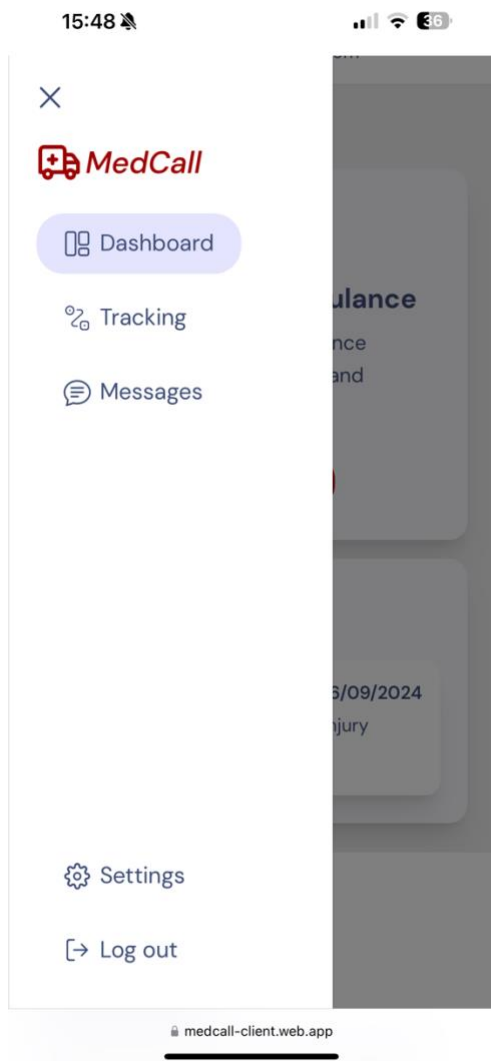 15:48
36
MedCall
Dashboard
Tracking
Messages
ulance
nce
and
6/09/2024
njury
Settings
Log out
medcall-client.web.app